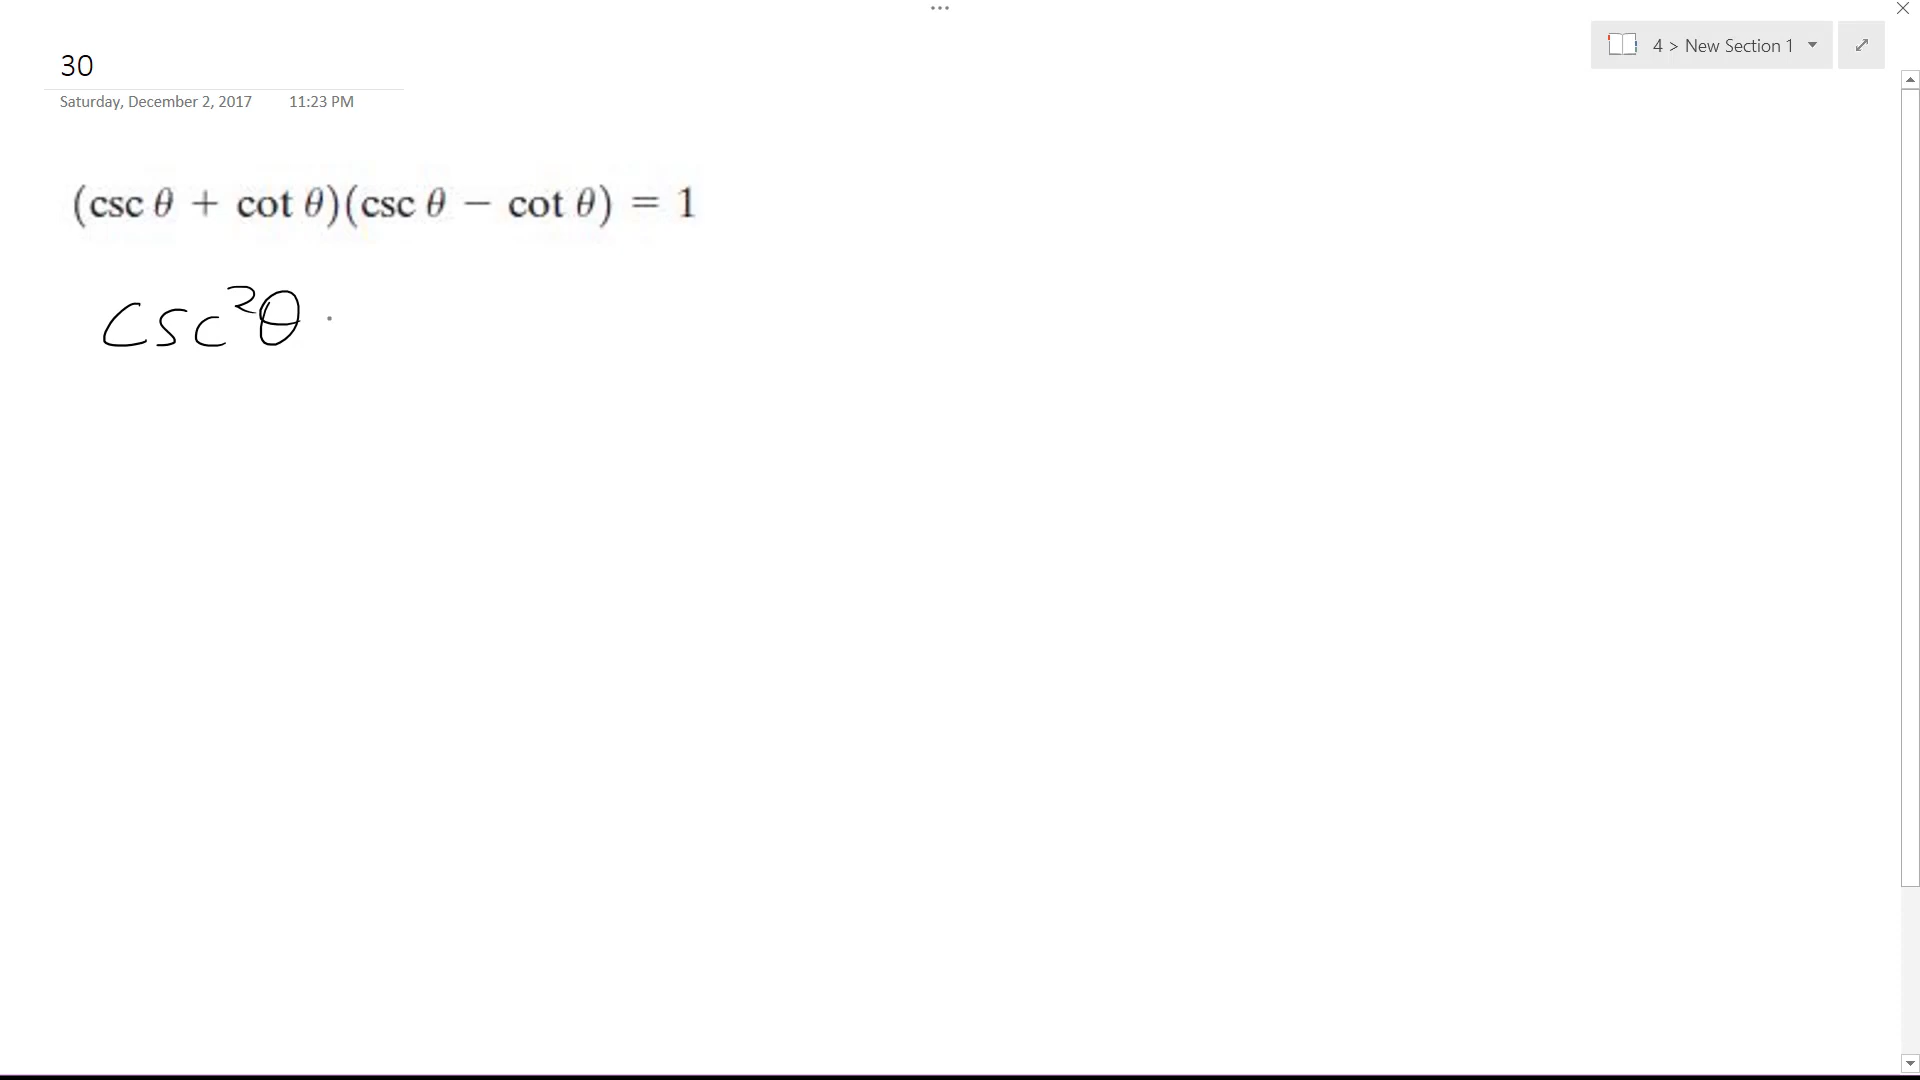 4 > New Section 1
30
Saturday, December 2, 2017 11:23 PM
(csc θ + cot θ)(csc θ − cot θ) = 1
csc²θ